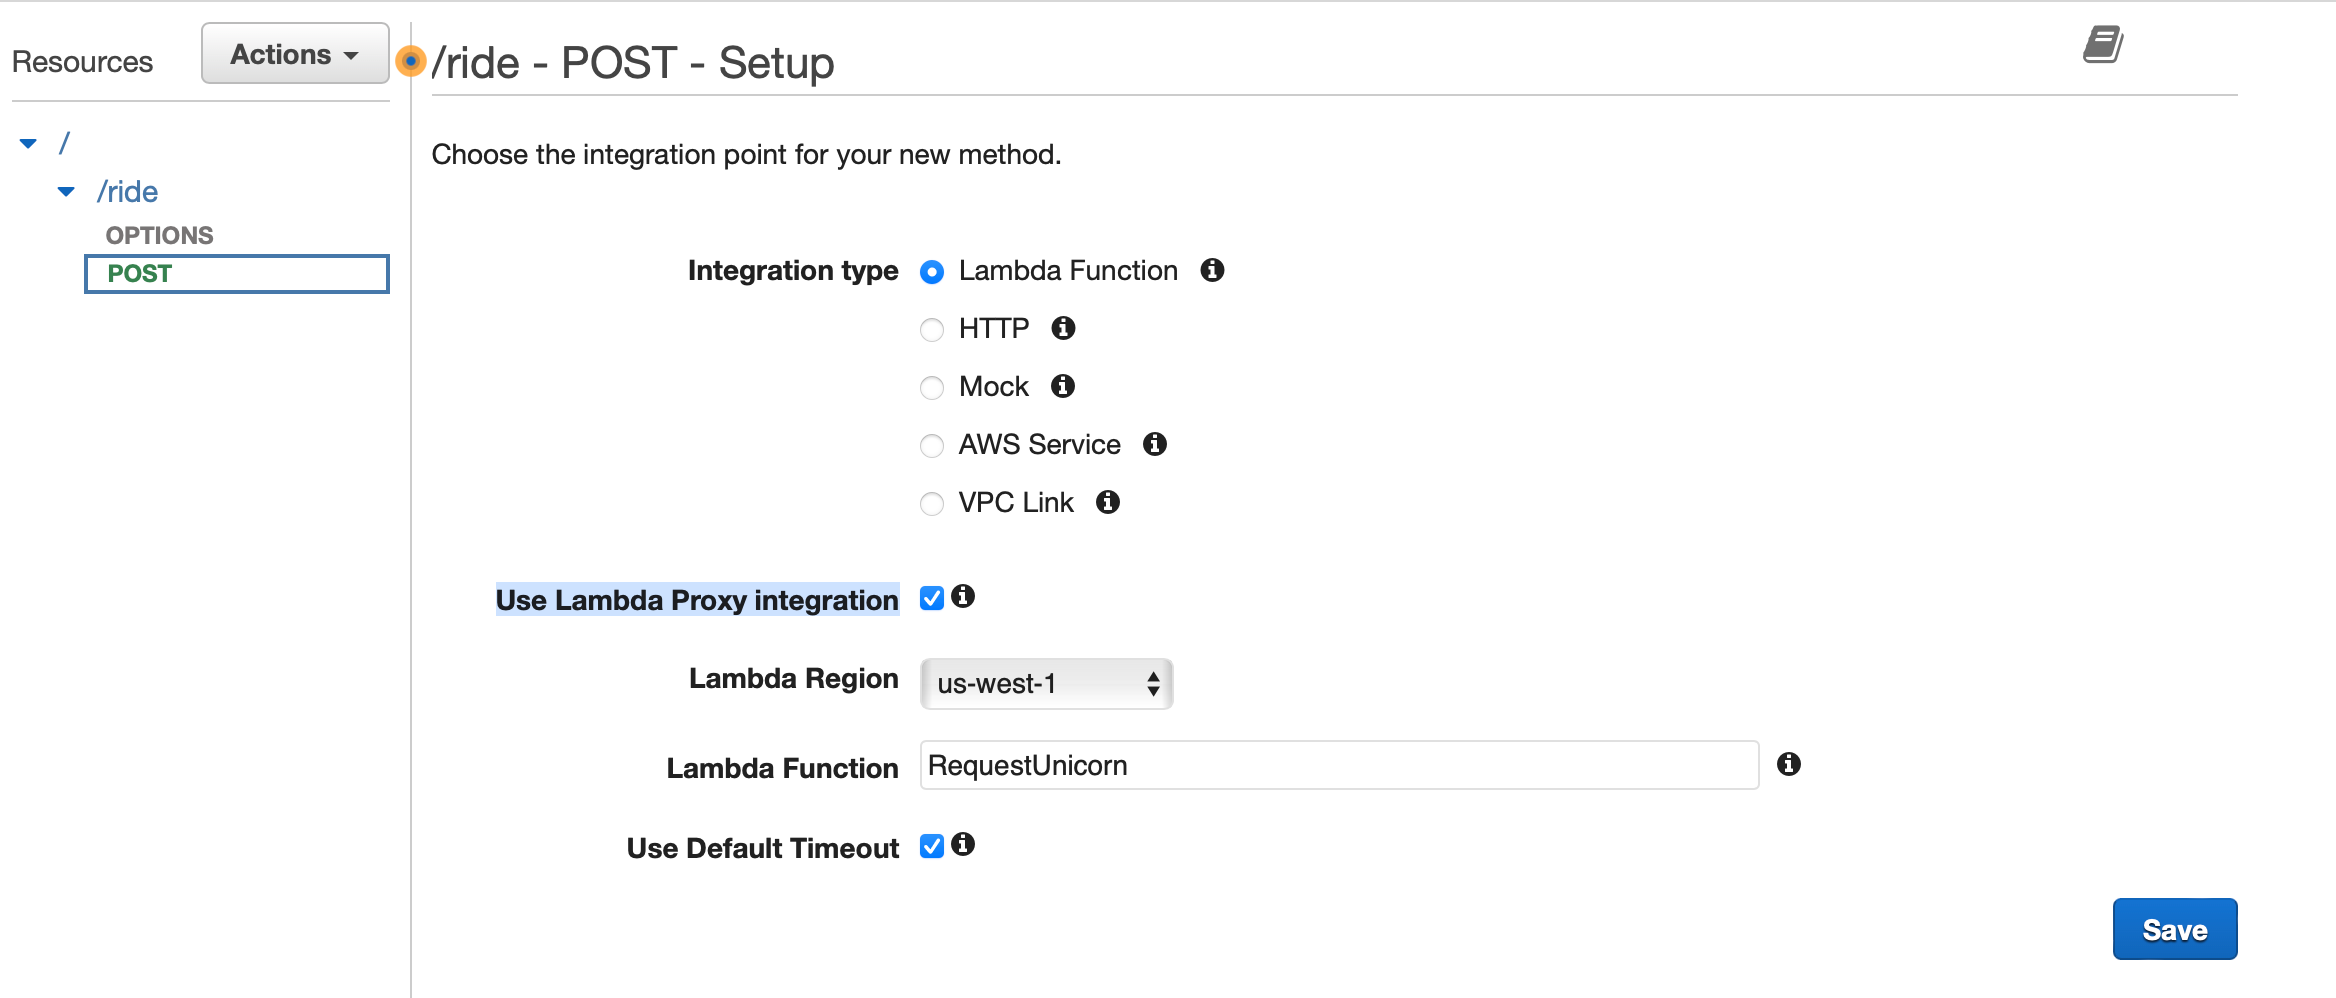 Resources
Actions
/
/ride
OPTIONS
POST
/ride - POST - Setup
Choose the integration point for your new method.
Integration type
Lambda Function
HTTP
Mock
AWS Service
VPC Link
Use Lambda Proxy integration
Lambda Region us-west-1
Lambda Function RequestUnicorn
Use Default Timeout
Save